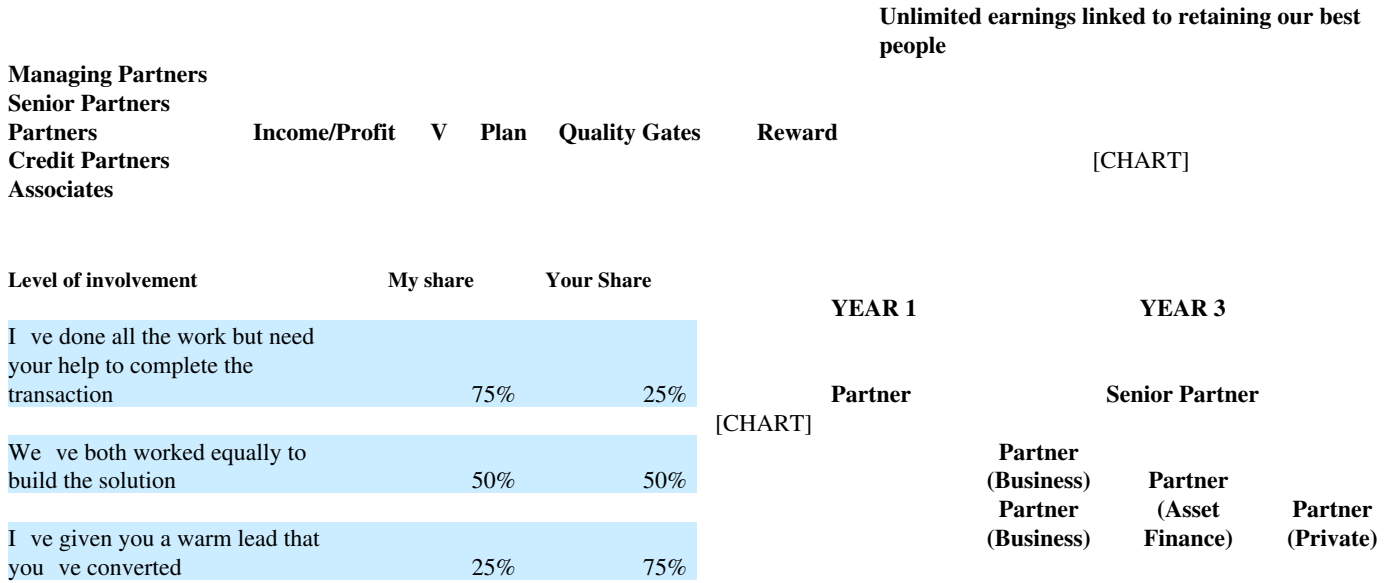 Unlimited earnings linked to retaining our best
people
Managing Partners
Senior Partners
Partners Income/Profit V Plan Quality Gates Reward
Credit Partners [CHART]
Associates
Level of involvement My share Your Share
YEAR 1 YEAR 3
I ve done all the work but need
your help to complete the
transaction 75% 25%
Partner Senior Partner
[CHART]
We ve both worked equally to
build the solution 50% 50%
Partner
(Business) Partner
Partner (Asset Partner
(Business) Finance) (Private)
I ve given you a warm lead that
you ve converted 25% 75%